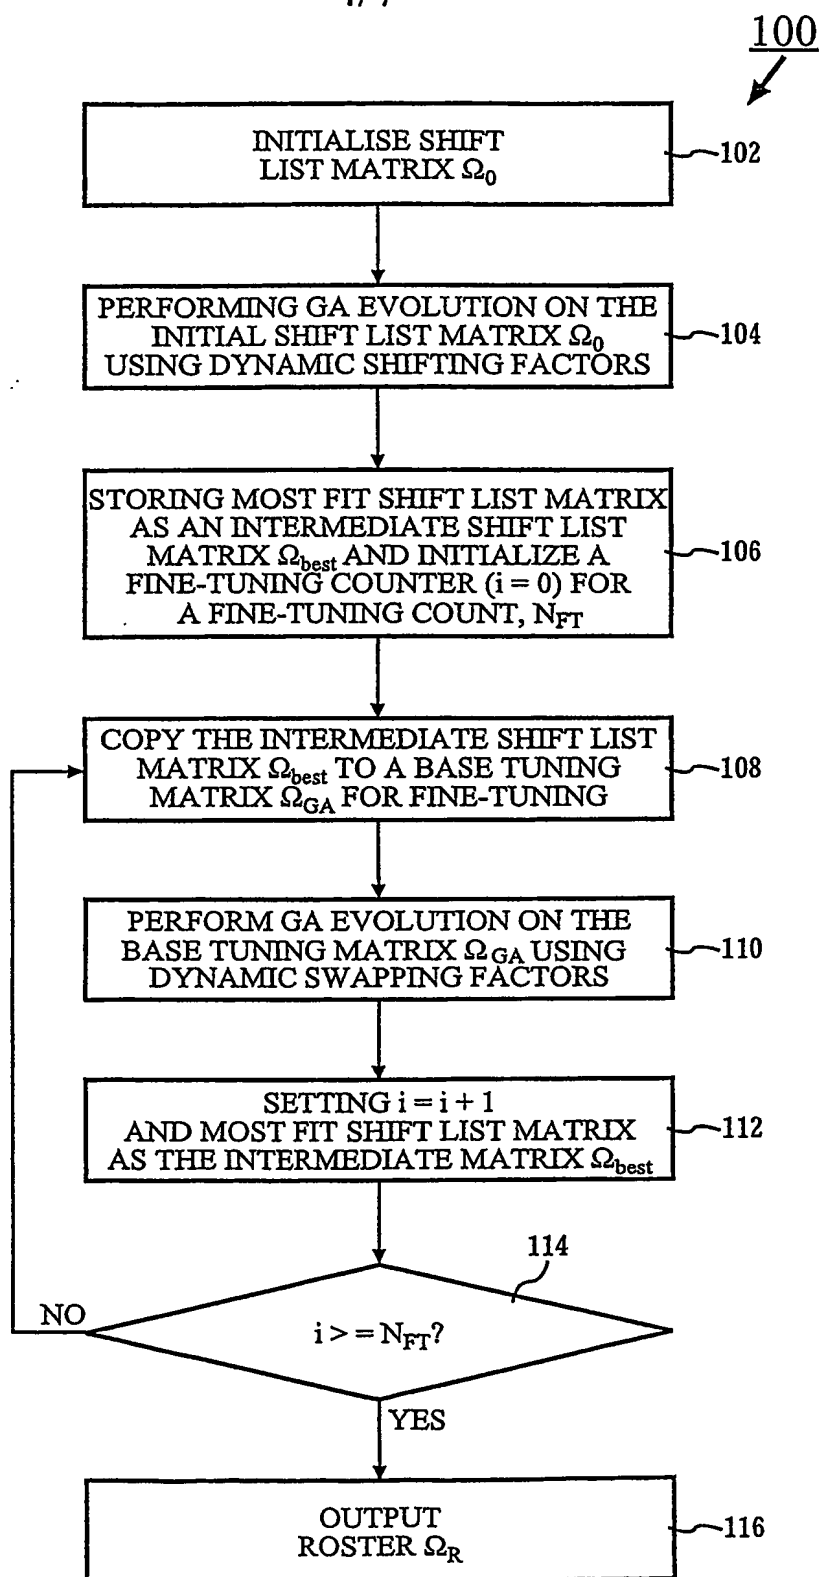 100
INITIALISE SHIFT
LIST MATRIX Ω0
102
PERFORMING GA EVOLUTION ON THE
INITIAL SHIFT LIST MATRIX Ω0
USING DYNAMIC SHIFTING FACTORS
104
STORING MOST FIT SHIFT LIST MATRIX
AS AN INTERMEDIATE SHIFT LIST
MATRIX Ωbest AND INITIALIZE A
FINE-TUNING COUNTER (i = 0) FOR
A FINE-TUNING COUNT, NFT
106
COPY THE INTERMEDIATE SHIFT LIST
MATRIX Ωbest TO A BASE TUNING
MATRIX ΩGA FOR FINE-TUNING
108
PERFORM GA EVOLUTION ON THE
BASE TUNING MATRIX ΩGA USING
DYNAMIC SWAPPING FACTORS
110
SETTING i = i + 1
AND MOST FIT SHIFT LIST MATRIX
AS THE INTERMEDIATE MATRIX Ωbest
112
114
NO
i > = NFT?
YES
OUTPUT
ROSTER ΩR
116